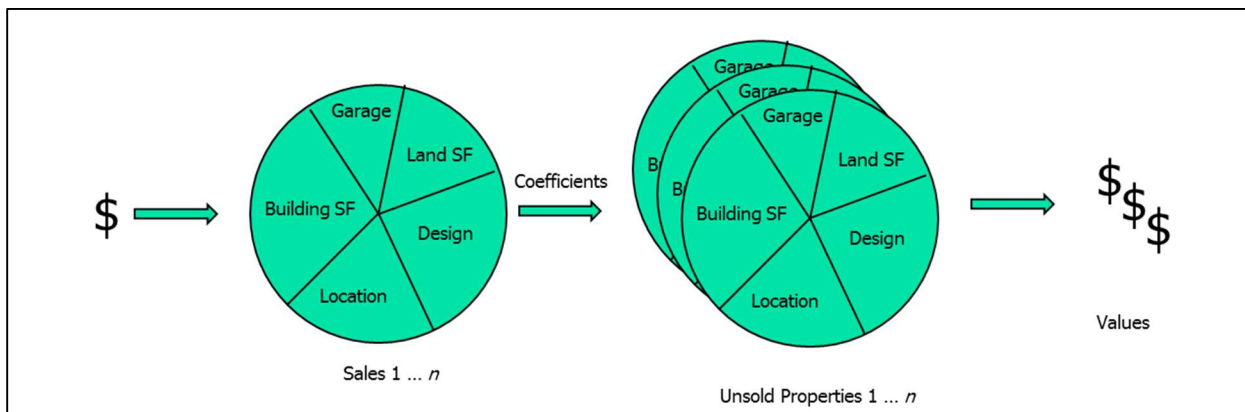 $
Garage
Land SF
Building SF
Design
Location
Sales 1 ... n
Coefficients
Garage
Garage
Garage
Land SF
Building SF
Design
Location
Unsold Properties 1 ... n
$
$
$
Values